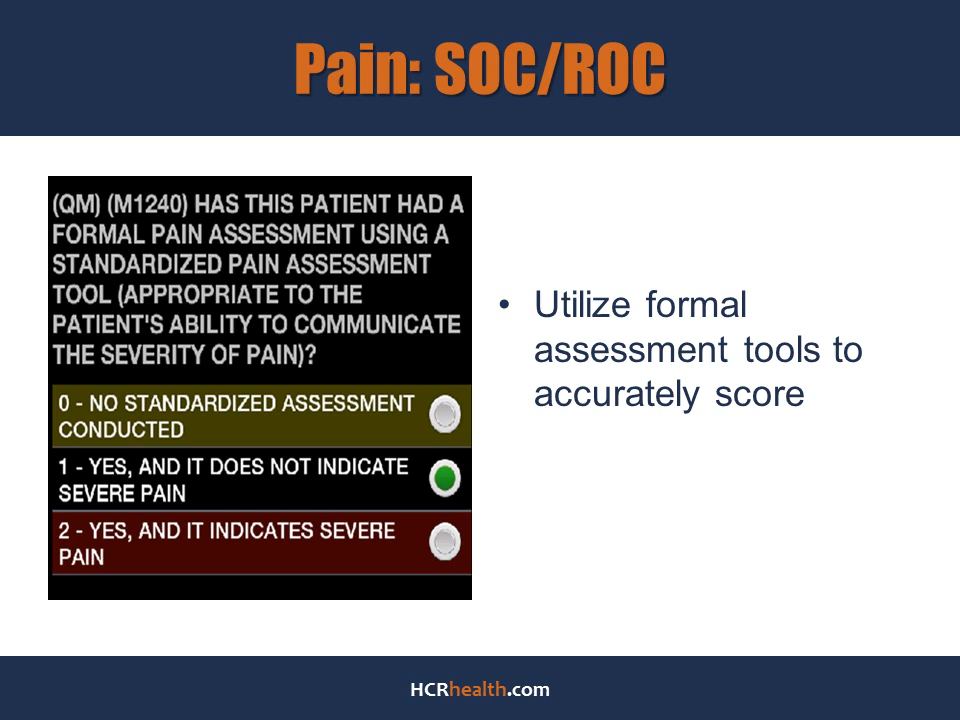 Pain: SOC/ROC
(QM) (M1240) HAS THIS PATIENT HAD A
FORMAL PAIN ASSESSMENT USING A
STANDARDIZED PAIN ASSESSMENT
TOOL (APPROPRIATE TO THE
PATIENT'S ABILITY TO COMMUNICATE
THE SEVERITY OF PAIN)?
0 - NO STANDARDIZED ASSESSMENT
CONDUCTED
1 - YES, AND IT DOES NOT INDICATE
SEVERE PAIN
2 - YES, AND IT INDICATES SEVERE
PAIN
• Utilize formal
assessment tools to
accurately score
HCRhealth.com